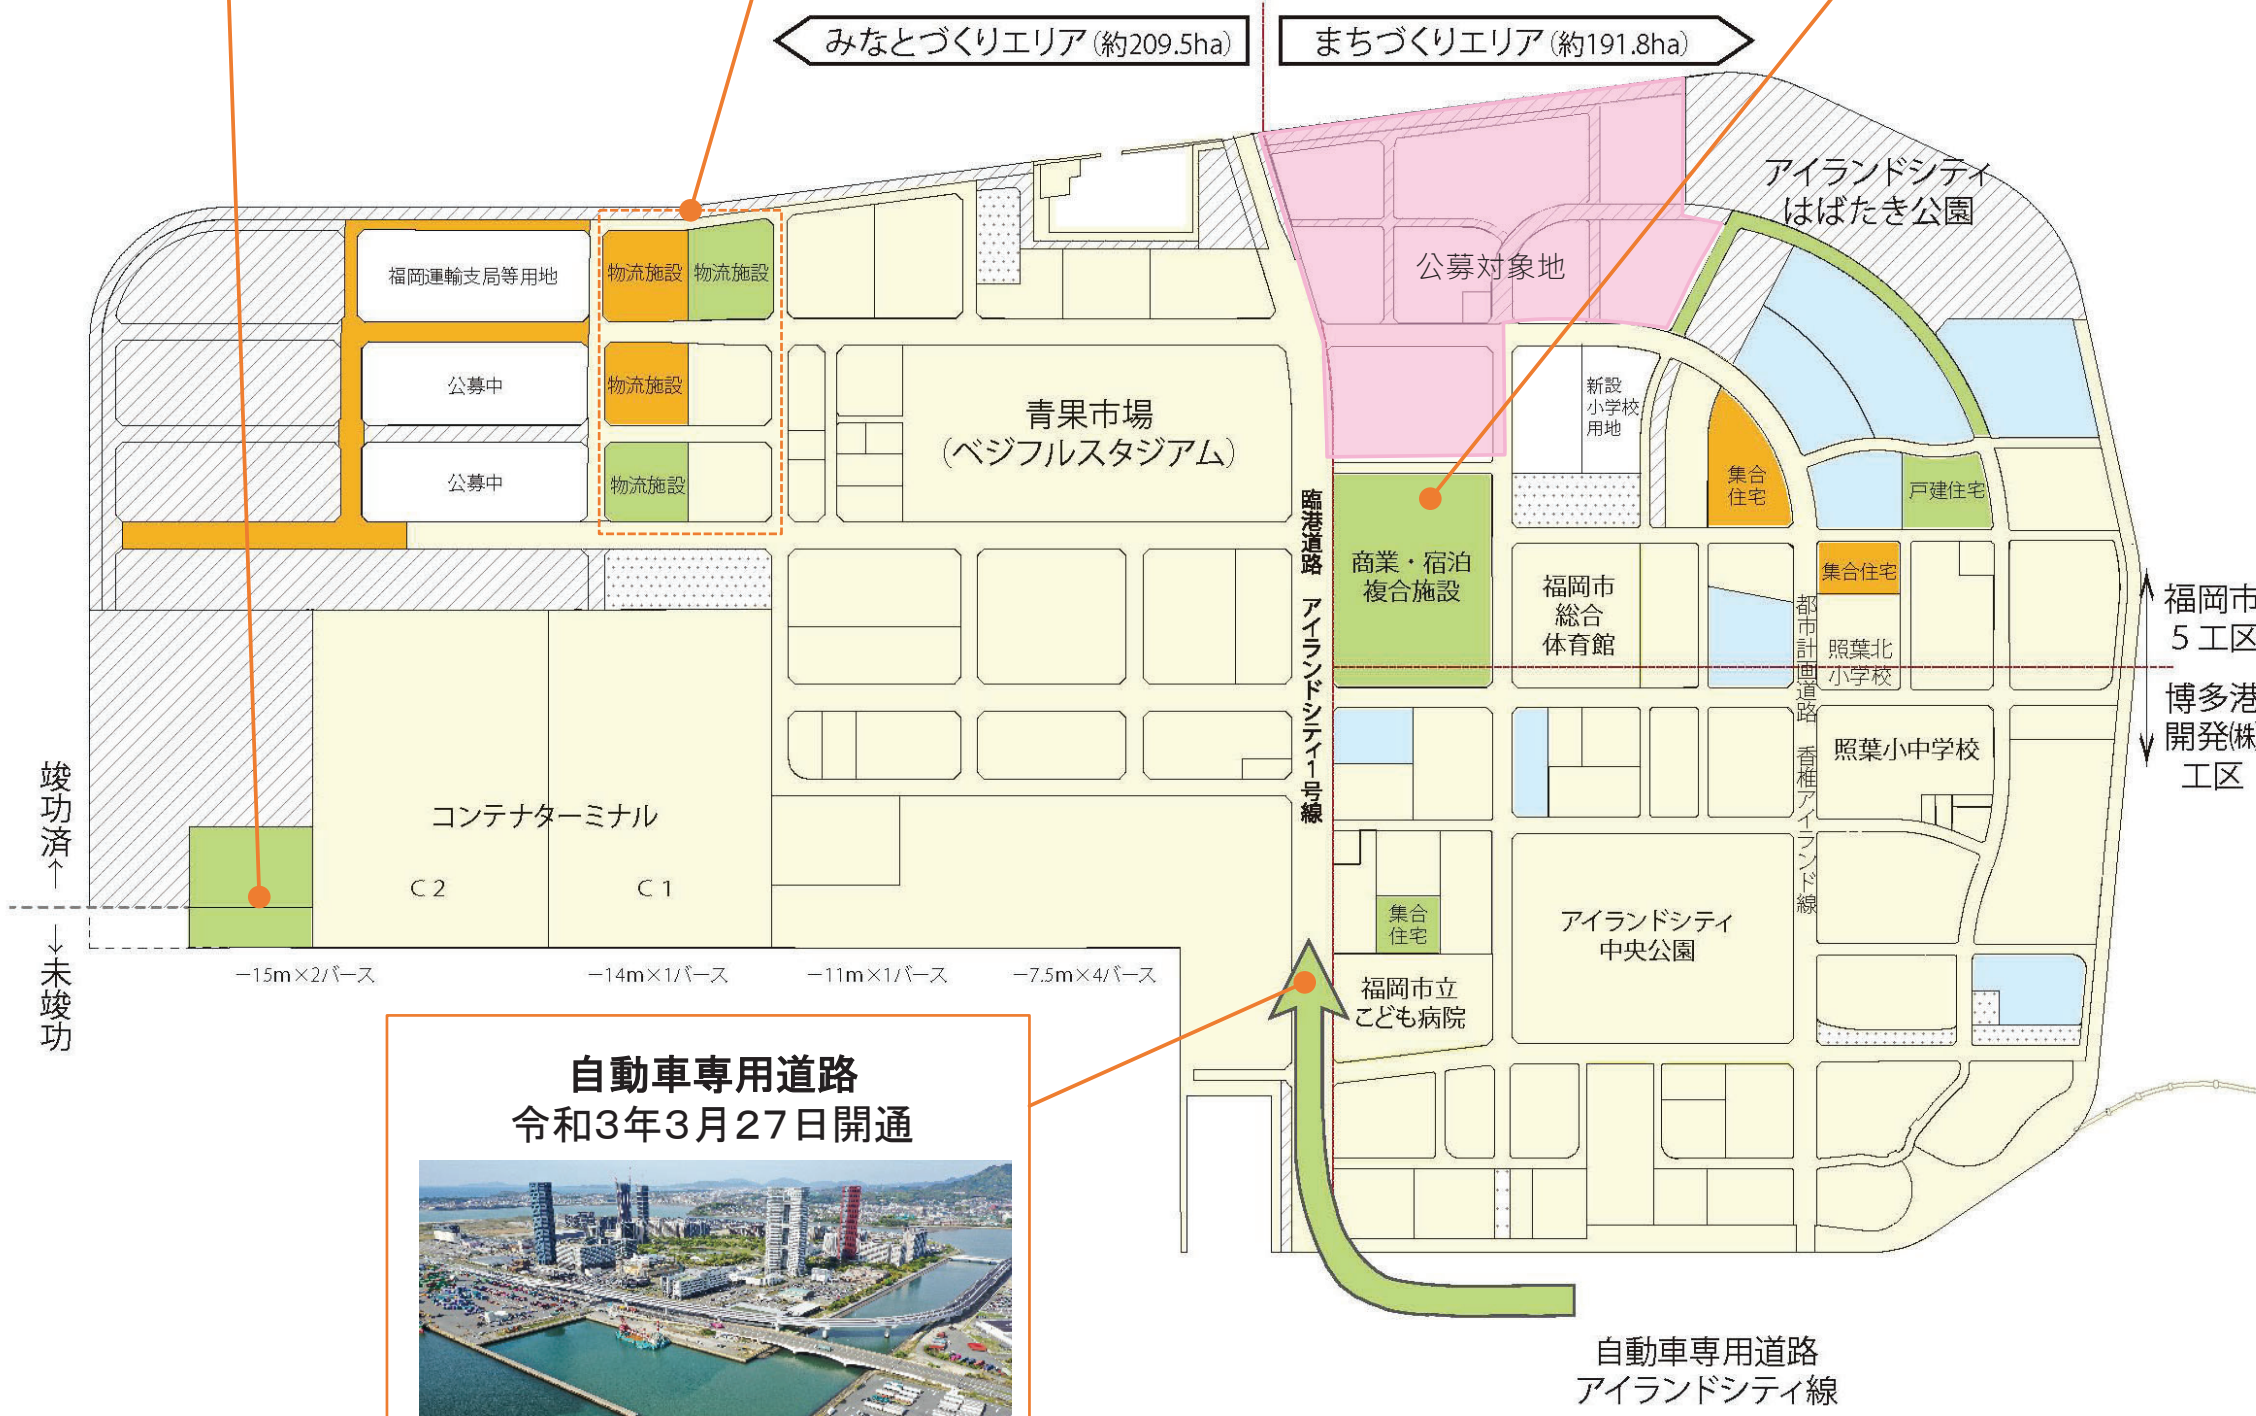 みなとづくりエリア(約209.5ha)
まちづくりエリア(約191.8ha)
アイランドシティ
はばたき公園
福岡運輸支局等用地
物流施設
物流施設
公募対象地
公募中
物流施設
青果市場
(ベジフルスタジアム)
新設
小学校
用地
公募中
物流施設
集合
住宅
戸建住宅
臨港道路 アイランドシティ1号線
商業・宿泊
複合施設
福岡市
総合
体育館
集合住宅
都市計画道路 香椎アイランド線
照葉北
小学校
福岡市
5工区
博多港
開発㈱
工区
照葉小中学校
竣功済↑
↓未竣功
コンテナターミナル
C2
C1
集合
住宅
アイランドシティ
中央公園
福岡市立
こども病院
−15m×2バース
−14m×1バース
−11m×1バース
−7.5m×4バース
自動車専用道路
令和3年3月27日開通
自動車専用道路
アイランドシティ線